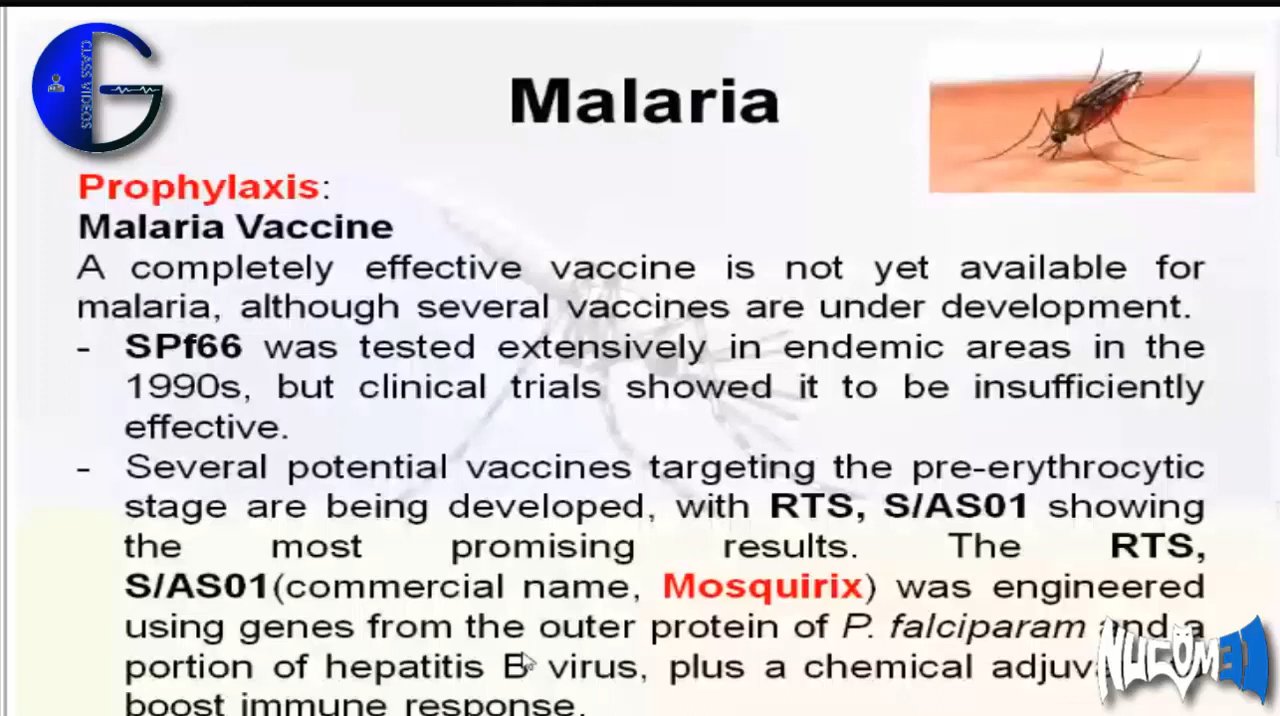 CLASS VIDEOS
Malaria
Prophylaxis:
Malaria Vaccine
A completely effective vaccine is not yet available for
malaria, although several vaccines are under development.
- SPf66 was tested extensively in endemic areas in the
1990s, but clinical trials showed it to be insufficiently
effective.
- Several potential vaccines targeting the pre-erythrocytic
stage are being developed, with RTS, S/AS01 showing
the most promising results. The RTS,
S/AS01(commercial name, Mosquirix) was engineered
using genes from the outer protein of P. falciparam and a
portion of hepatitis B virus, plus a chemical
boost immune response.